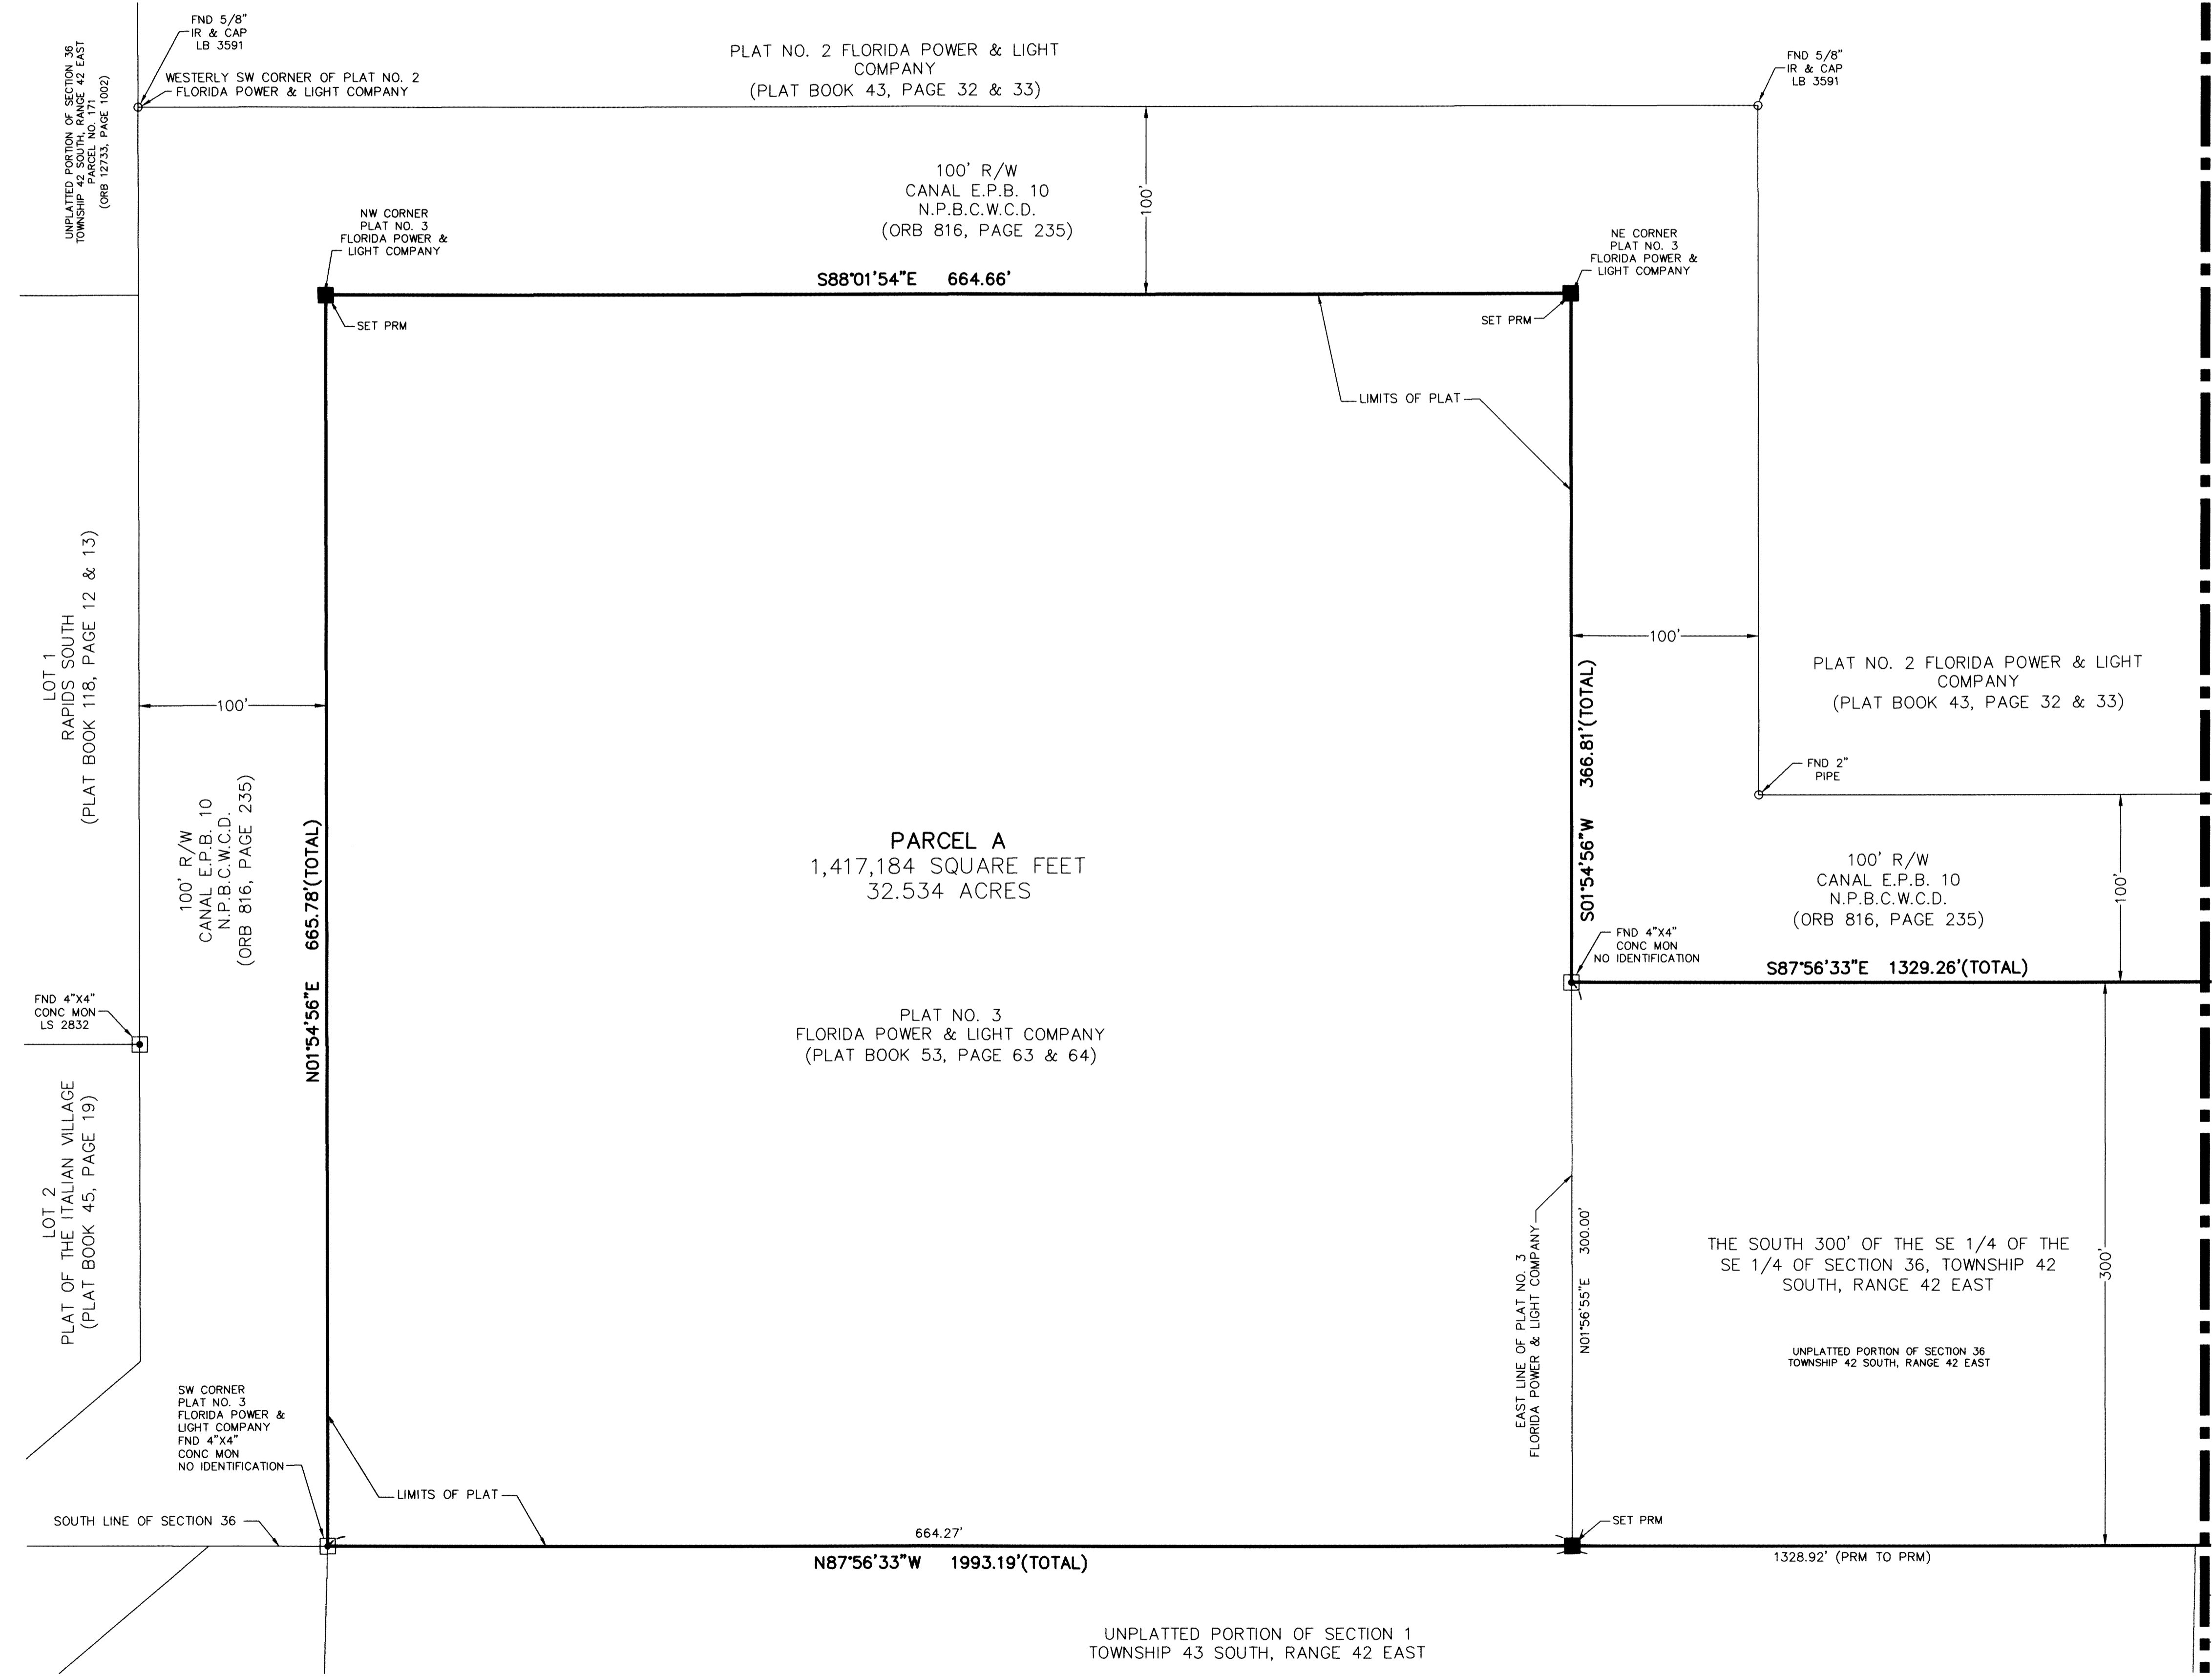 FND 5/8"
IR & CAP
LB 3591
WESTERLY SW CORNER OF PLAT NO. 2
FLORIDA POWER & LIGHT COMPANY
UNPLATTED PORTION OF SECTION 36
TOWNSHIP 42 SOUTH, RANGE 42 EAST
PARCEL NO. 171
(ORB 12733, PAGE 1002)
PLAT NO. 2 FLORIDA POWER & LIGHT
COMPANY
(PLAT BOOK 43, PAGE 32 & 33)
FND 5/8"
IR & CAP
LB 3591
100' R/W
CANAL E.P.B. 10
N.P.B.C.W.C.D.
(ORB 816, PAGE 235)
100'
NW CORNER
PLAT NO. 3
FLORIDA POWER &
LIGHT COMPANY
NE CORNER
PLAT NO. 3
FLORIDA POWER &
LIGHT COMPANY
S88°01'54"E 664.66'
SET PRM
SET PRM
LIMITS OF PLAT
LOT 1
RAPIDS SOUTH
(PLAT BOOK 118, PAGE 12 & 13)
100'
100'
PLAT NO. 2 FLORIDA POWER & LIGHT
COMPANY
(PLAT BOOK 43, PAGE 32 & 33)
S01°54'56"W 366.81'(TOTAL)
FND 2"
PIPE
100' R/W
CANAL E.P.B. 10
N.P.B.C.W.C.D.
(ORB 816, PAGE 235)
N01°54'56"E 665.78'(TOTAL)
PARCEL A
1,417,184 SQUARE FEET
32.534 ACRES
100' R/W
CANAL E.P.B. 10
N.P.B.C.W.C.D.
(ORB 816, PAGE 235)
100'
FND 4"X4"
CONC MON
NO IDENTIFICATION
S87°56'33"E 1329.26'(TOTAL)
FND 4"X4"
CONC MON
LS 2832
PLAT NO. 3
FLORIDA POWER & LIGHT COMPANY
(PLAT BOOK 53, PAGE 63 & 64)
LOT 2
PLAT OF THE ITALIAN VILLAGE
(PLAT BOOK 45, PAGE 19)
EAST LINE OF PLAT NO. 3
FLORIDA POWER & LIGHT COMPANY
N01°56'55"E 300.00'
THE SOUTH 300' OF THE SE 1/4 OF THE
SE 1/4 OF SECTION 36, TOWNSHIP 42
SOUTH, RANGE 42 EAST
300'
UNPLATTED PORTION OF SECTION 36
TOWNSHIP 42 SOUTH, RANGE 42 EAST
SW CORNER
PLAT NO. 3
FLORIDA POWER &
LIGHT COMPANY
FND 4"X4"
CONC MON
NO IDENTIFICATION
LIMITS OF PLAT
SOUTH LINE OF SECTION 36
SET PRM
664.27'
N87°56'33"W 1993.19'(TOTAL)
1328.92' (PRM TO PRM)
UNPLATTED PORTION OF SECTION 1
TOWNSHIP 43 SOUTH, RANGE 42 EAST